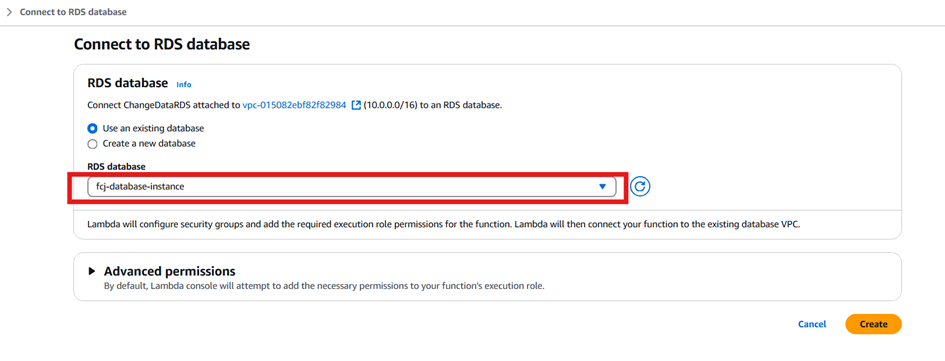 Connect to RDS database
Connect to RDS database
RDS database Info
Connect ChangeDataRDS attached to vpc-015082ebf82f82984 (10.0.0.0/16) to an RDS database.
Use an existing database
Create a new database
RDS database
fcj-database-instance
Lambda will configure security groups and add the required execution role permissions for the function. Lambda will then connect your function to the existing database VPC.
Advanced permissions
By default, Lambda console will attempt to add the necessary permissions to your function's execution role.
Cancel Create